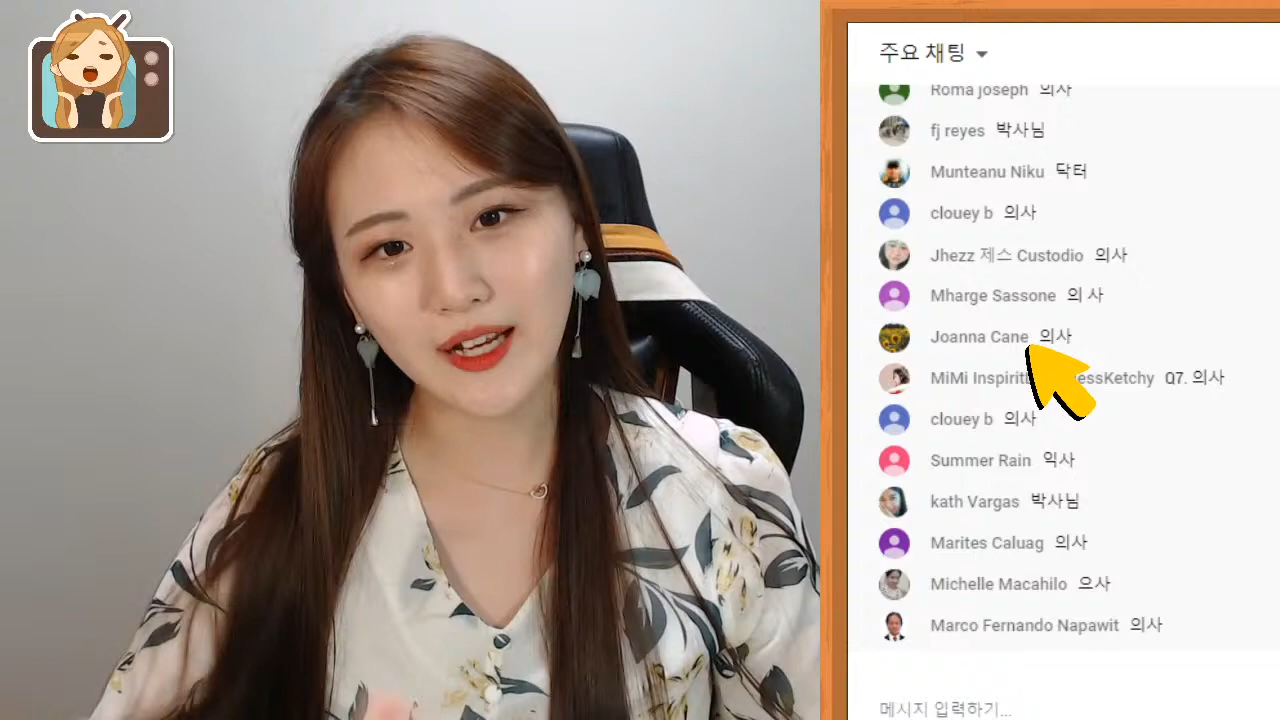 주요 채팅
Roma joseph 의사
fj reyes 박사님
Munteanu Niku 닥터
clouey b 의사
Jhezz 제스 Custodio 의사
Mharge Sassone 의 사
Joanna Cane 의사
MiMi essKetchy Q7. 의사
clouey b 의사
Summer Rain 익사
kath Vargas 박사님
Marites Caluag 의사
Michelle Macahilo 으사
Marco Fernando Napawit 의사
메시지 입력하기...